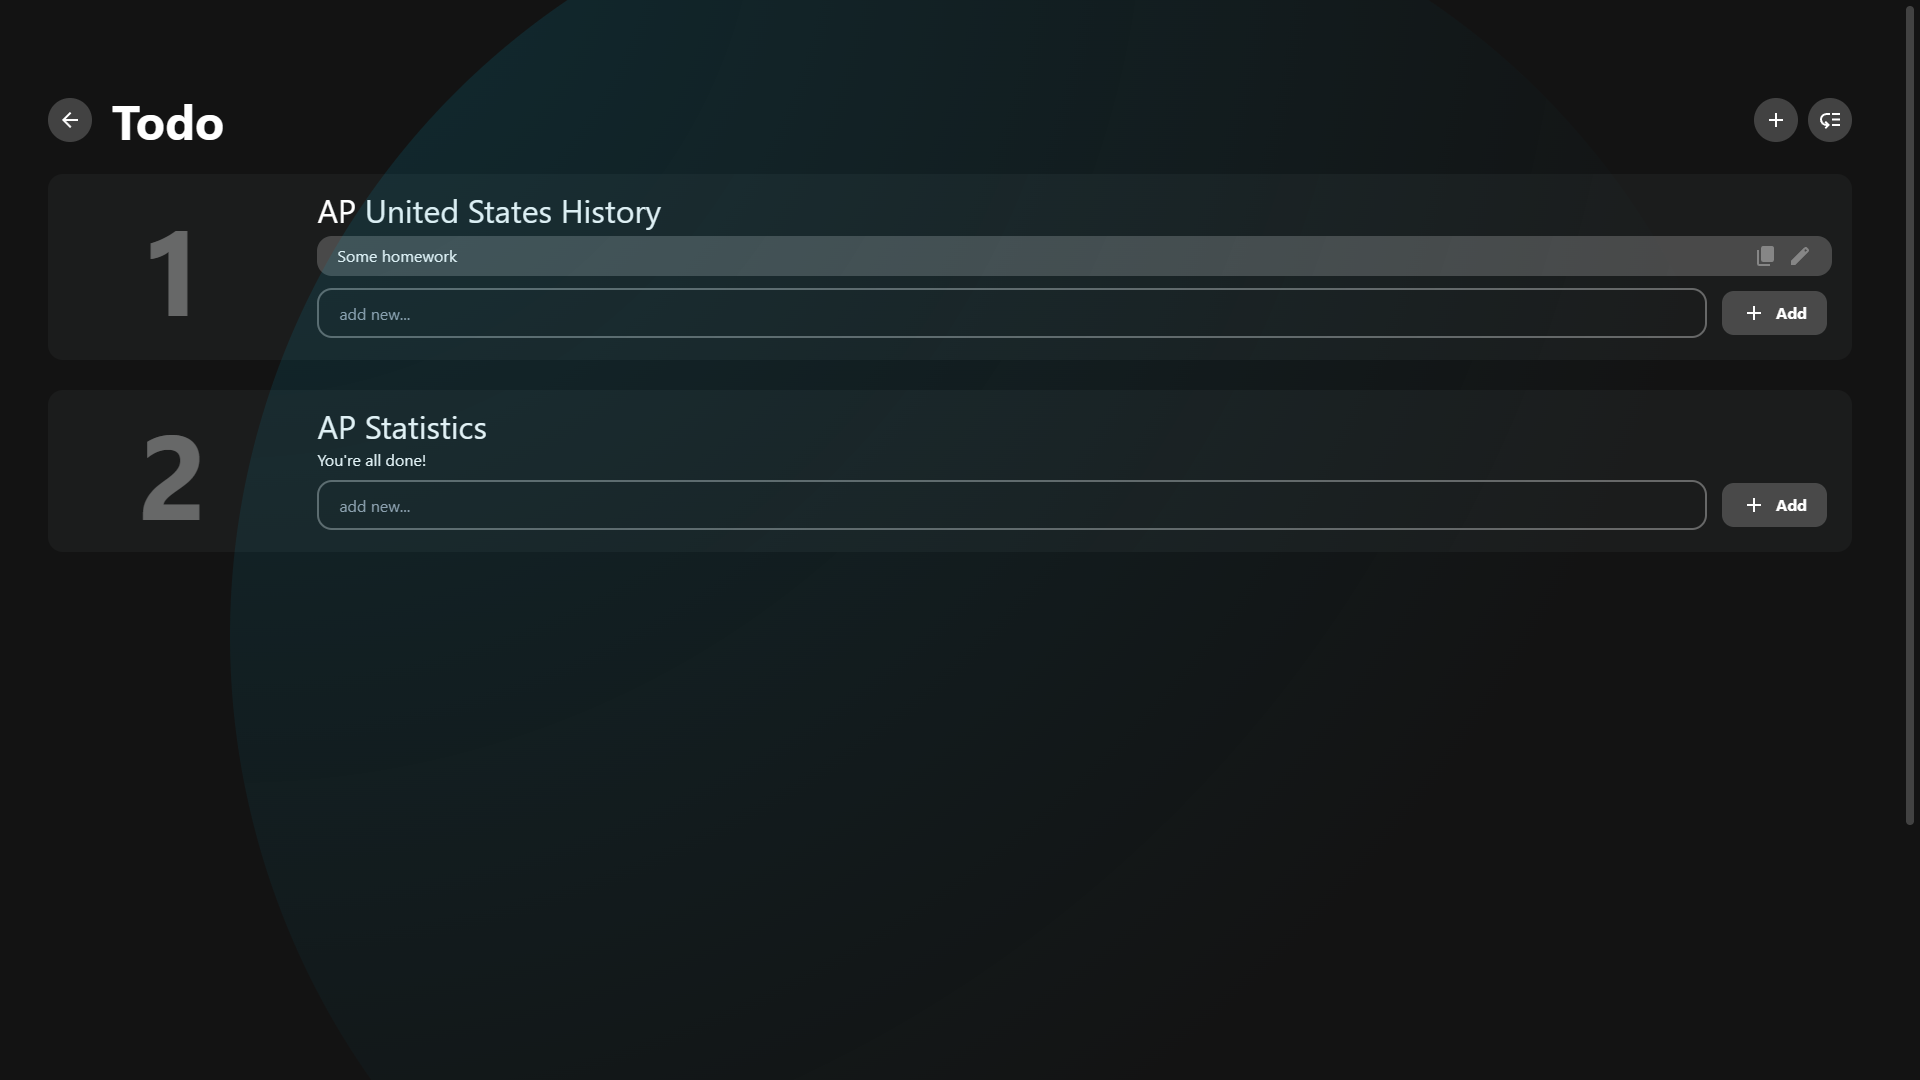 Todo
1
AP United States History
Some homework
add new...
Add
2
AP Statistics
You're all done!
add new...
Add